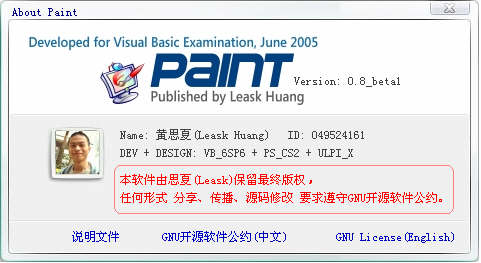 About Paint
Developed for Visual Basic Examination, June 2005
PAINT
Version: 0.8_beta1
Published by Leask Huang
Name: 黄思夏(Leask Huang) ID: 049524161
DEV + DESIGN: VB_6SP6 + PS_CS2 + ULPI_X
本软件由思夏(Leask)保留最终版权，
任何形式 分享、传播、源码修改 要求遵守GNU开源软件公约。
说明文件 GNU开源软件公约(中文) GNU License(English)